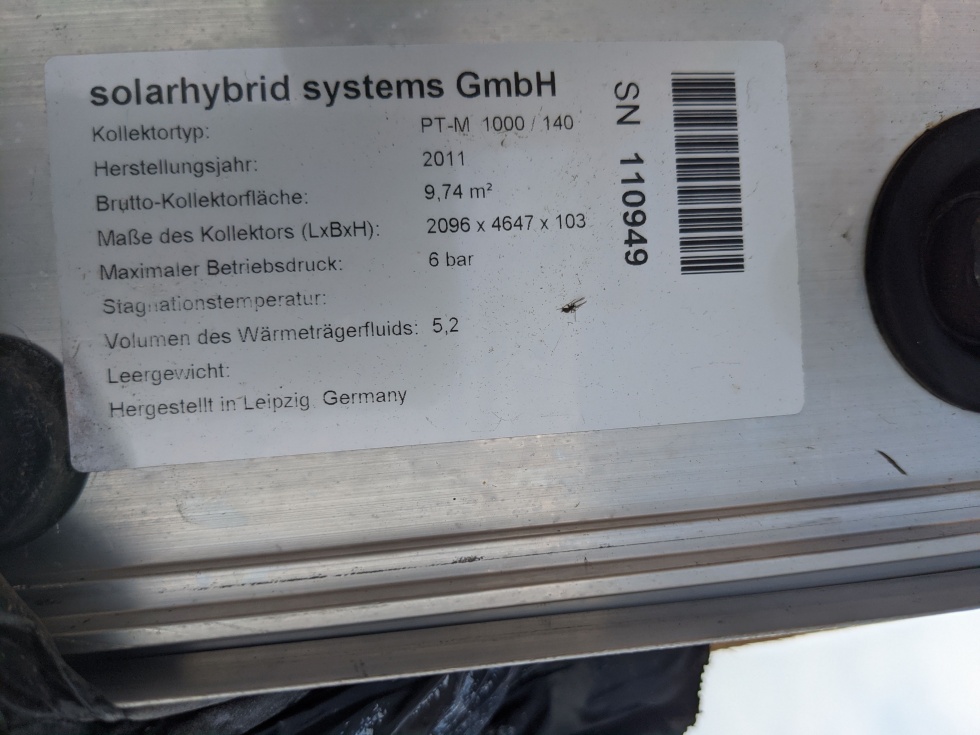 solarhybrid systems GmbH
Kollektortyp: PT-M 1000 / 140
Herstellungsjahr: 2011
Brutto-Kollektorfläche: 9,74 m²
Maße des Kollektors (LxBxH): 2096 x 4647 x 103
Maximaler Betriebsdruck: 6 bar
Stagnationstemperatur:
Volumen des Wärmeträgerfluids: 5,2
Leergewicht:
Hergestellt in Leipzig Germany
SN 110949